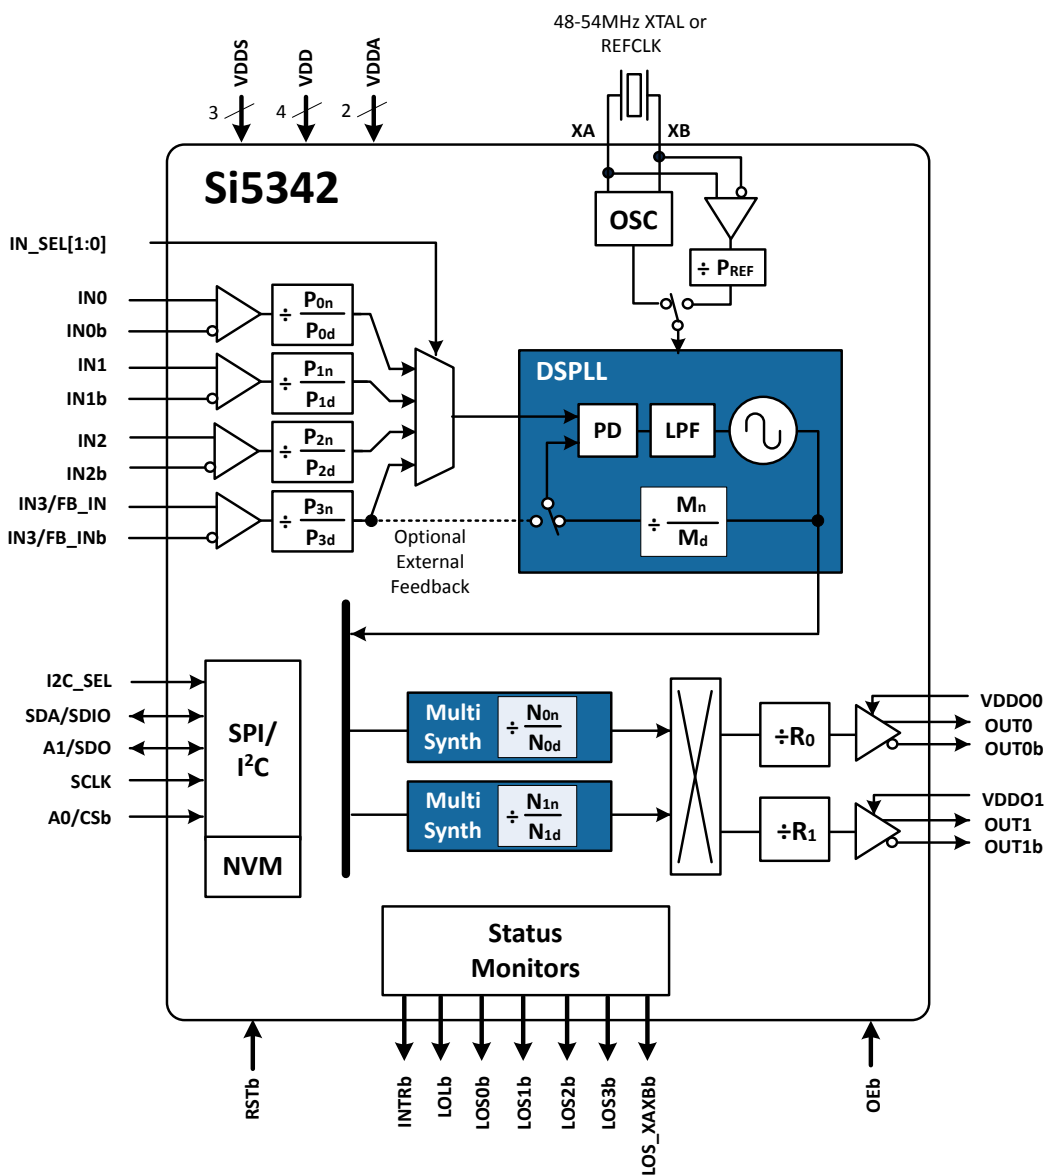 48-54MHz XTAL or
REFCLK
VDDS
VDD
VDDA
3
4
2
XA
XB
Si5342
OSC
÷ PREF
IN_SEL[1:0]
IN0
IN0b
÷ P0n
P0d
IN1
IN1b
÷ P1n
P1d
IN2
IN2b
÷ P2n
P2d
IN3/FB_IN
IN3/FB_INb
÷ P3n
P3d
Optional
External
Feedback
DSPLL
PD
LPF
÷ Mn
Md
I2C_SEL
SDA/SDIO
A1/SDO
SCLK
A0/CSb
SPI/
I²C
NVM
Multi
Synth
÷ N0n
N0d
Multi
Synth
÷ N1n
N1d
÷R0
÷R1
VDDO0
OUT0
OUT0b
VDDO1
OUT1
OUT1b
Status
Monitors
RSTb
INTRb
LOLb
LOS0b
LOS1b
LOS2b
LOS3b
LOS_XAXBb
OEb